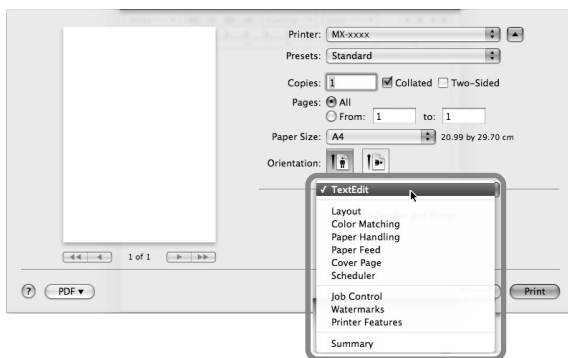 Printer: MX-xxxx
Presets: Standard
Copies: 1 Collated Two-Sided
Pages: All
From: 1 to: 1
Paper Size: A4 20.99 by 29.70 cm
Orientation:
TextEdit
Layout
Color Matching
Paper Handling
Paper Feed
Cover Page
Scheduler
Job Control
Watermarks
Printer Features
Summary
1 of 1
? PDF Print